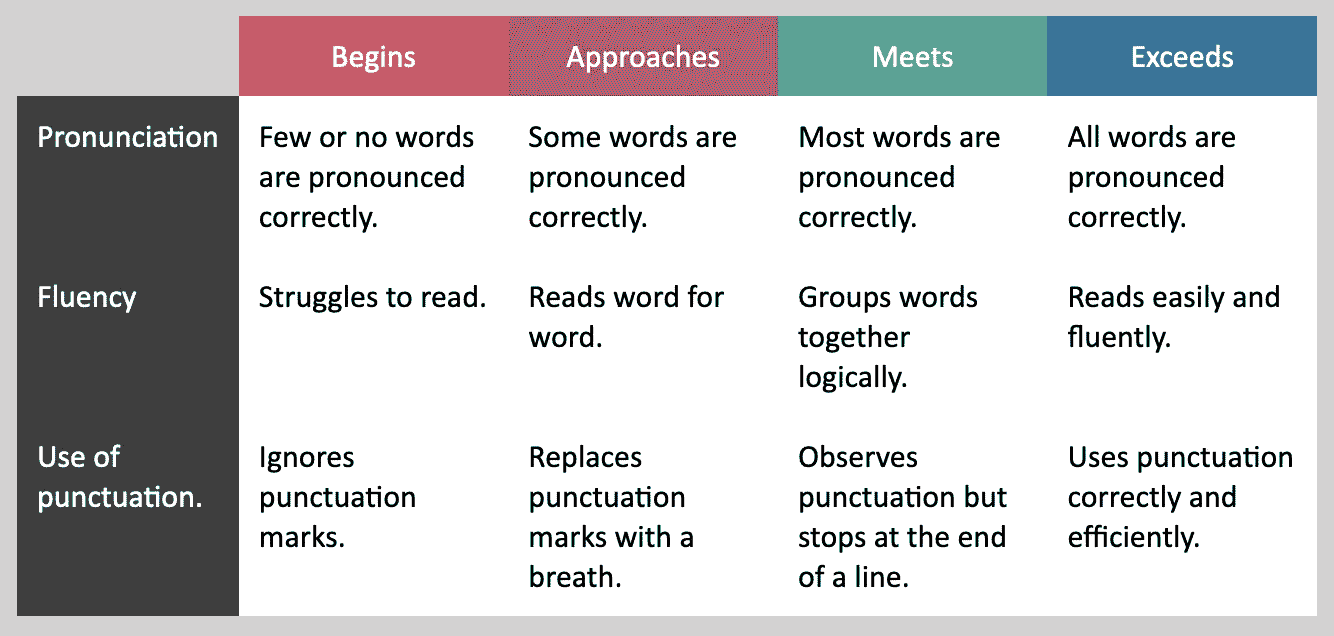 Begins
Approaches
Meets
Exceeds
Pronunciation
Few or no words
are pronounced
correctly.
Some words are
pronounced
correctly.
Most words are
pronounced
correctly.
All words are
pronounced
correctly.
Fluency
Struggles to read.
Reads word for
word.
Groups words
together
logically.
Reads easily and
fluently.
Use of
punctuation.
Ignores
punctuation
marks.
Replaces
punctuation
marks with a
breath.
Observes
punctuation but
stops at the end
of a line.
Uses punctuation
correctly and
efficiently.